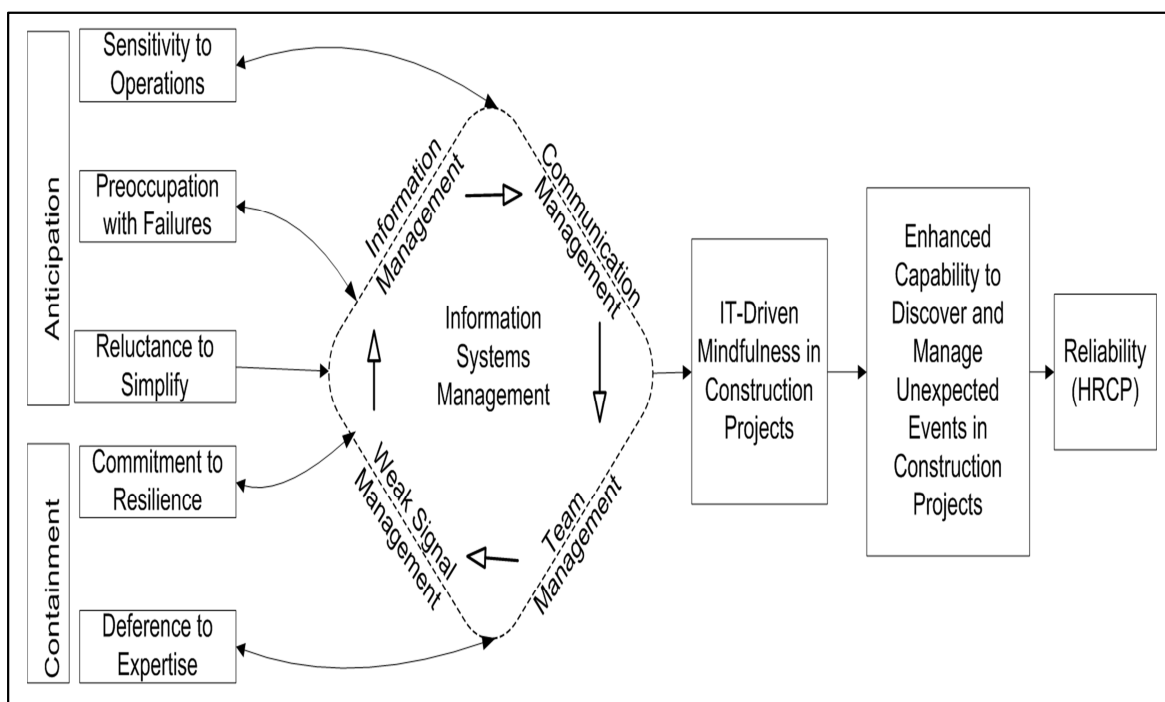 Anticipation
Sensitivity to
Operations
Preoccupation
with Failures
Reluctance to
Simplify
Containment
Commitment to
Resilience
Deference to
Expertise
Information
Management
Communication
Management
Information
Systems
Management
Weak Signal
Management
Team
Management
IT-Driven
Mindfulness in
Construction
Projects
Enhanced
Capability to
Discover and
Manage
Unexpected
Events in
Construction
Projects
Reliability
(HRCP)